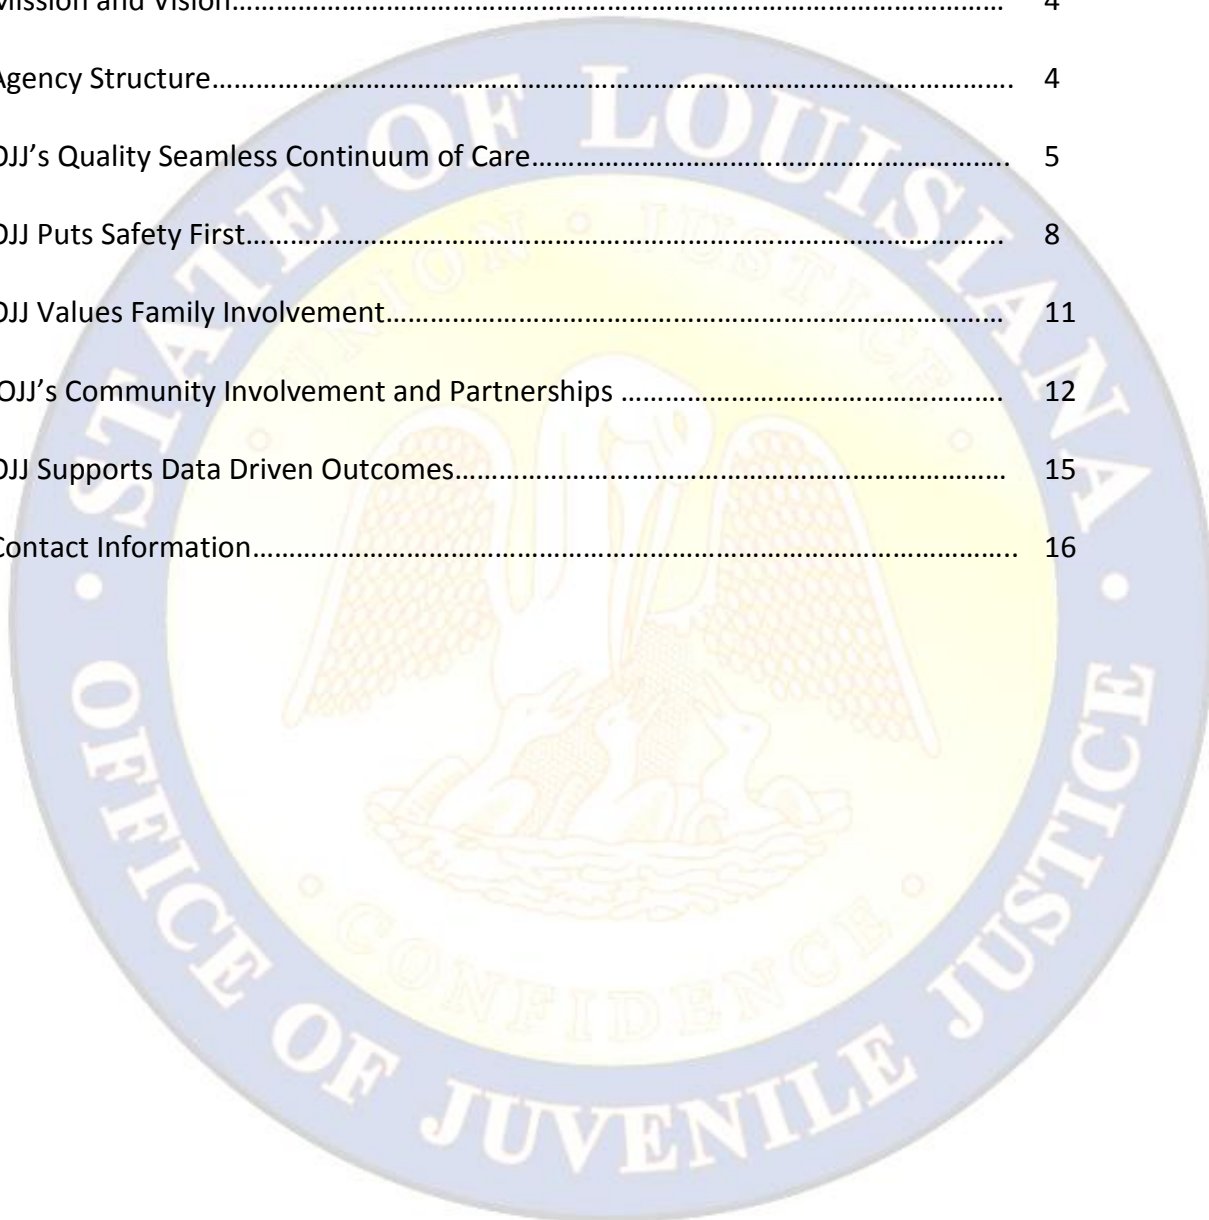 Mission and Vision……………………………………………………………………………………… 4
Agency Structure………………………………………………………………………………………. 4
OJJ's Quality Seamless Continuum of Care………………………………………………….. 5
OJJ Puts Safety First…………………………………………………………………………………. 8
OJJ Values Family Involvement…………………………………………………………………… 11
OJJ's Community Involvement and Partnerships ………………………………………. 12
OJJ Supports Data Driven Outcomes…………………………………………………………… 15
Contact Information………………………………………………………………………………….. 16
• STATE OF LOUISIANA •
OFFICE OF JUVENILE JUSTICE
UNION ○ JUSTICE ○
○ CONFIDENCE ○